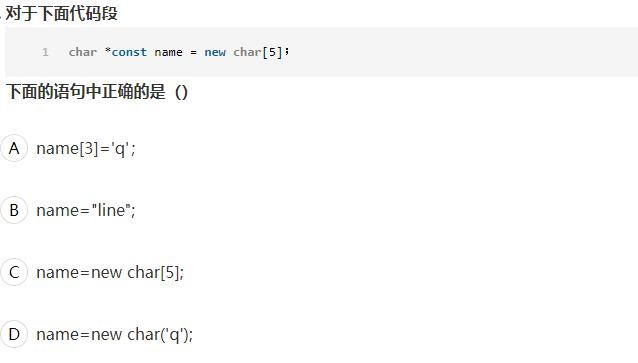 . 对于下面代码段
1 char *const name = new char[5];
下面的语句中正确的是（）
A name[3]='q';
B name="line";
C name=new char[5];
D name=new char('q');